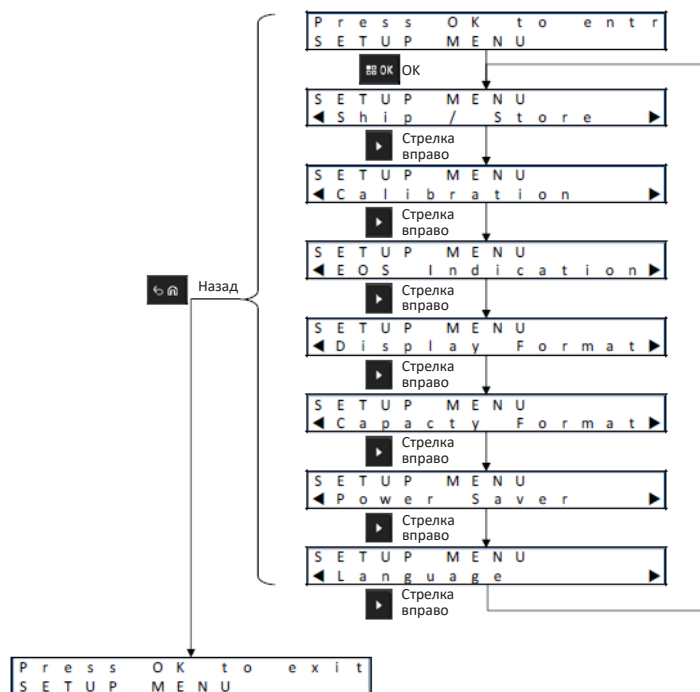 Press OK to entr
SETUP MENU
OK OK
SETUP MENU
◀Ship / Store ▶
Стрелка
вправо
SETUP MENU
◀Calibration ▶
Стрелка
вправо
SETUP MENU
◀EOS Indication▶
Назад
Стрелка
вправо
SETUP MENU
◀Display Format▶
Стрелка
вправо
SETUP MENU
◀Capacty Format▶
Стрелка
вправо
SETUP MENU
◀Power Saver ▶
Стрелка
вправо
SETUP MENU
◀Language ▶
Стрелка
вправо
Press OK to exit
SETUP MENU